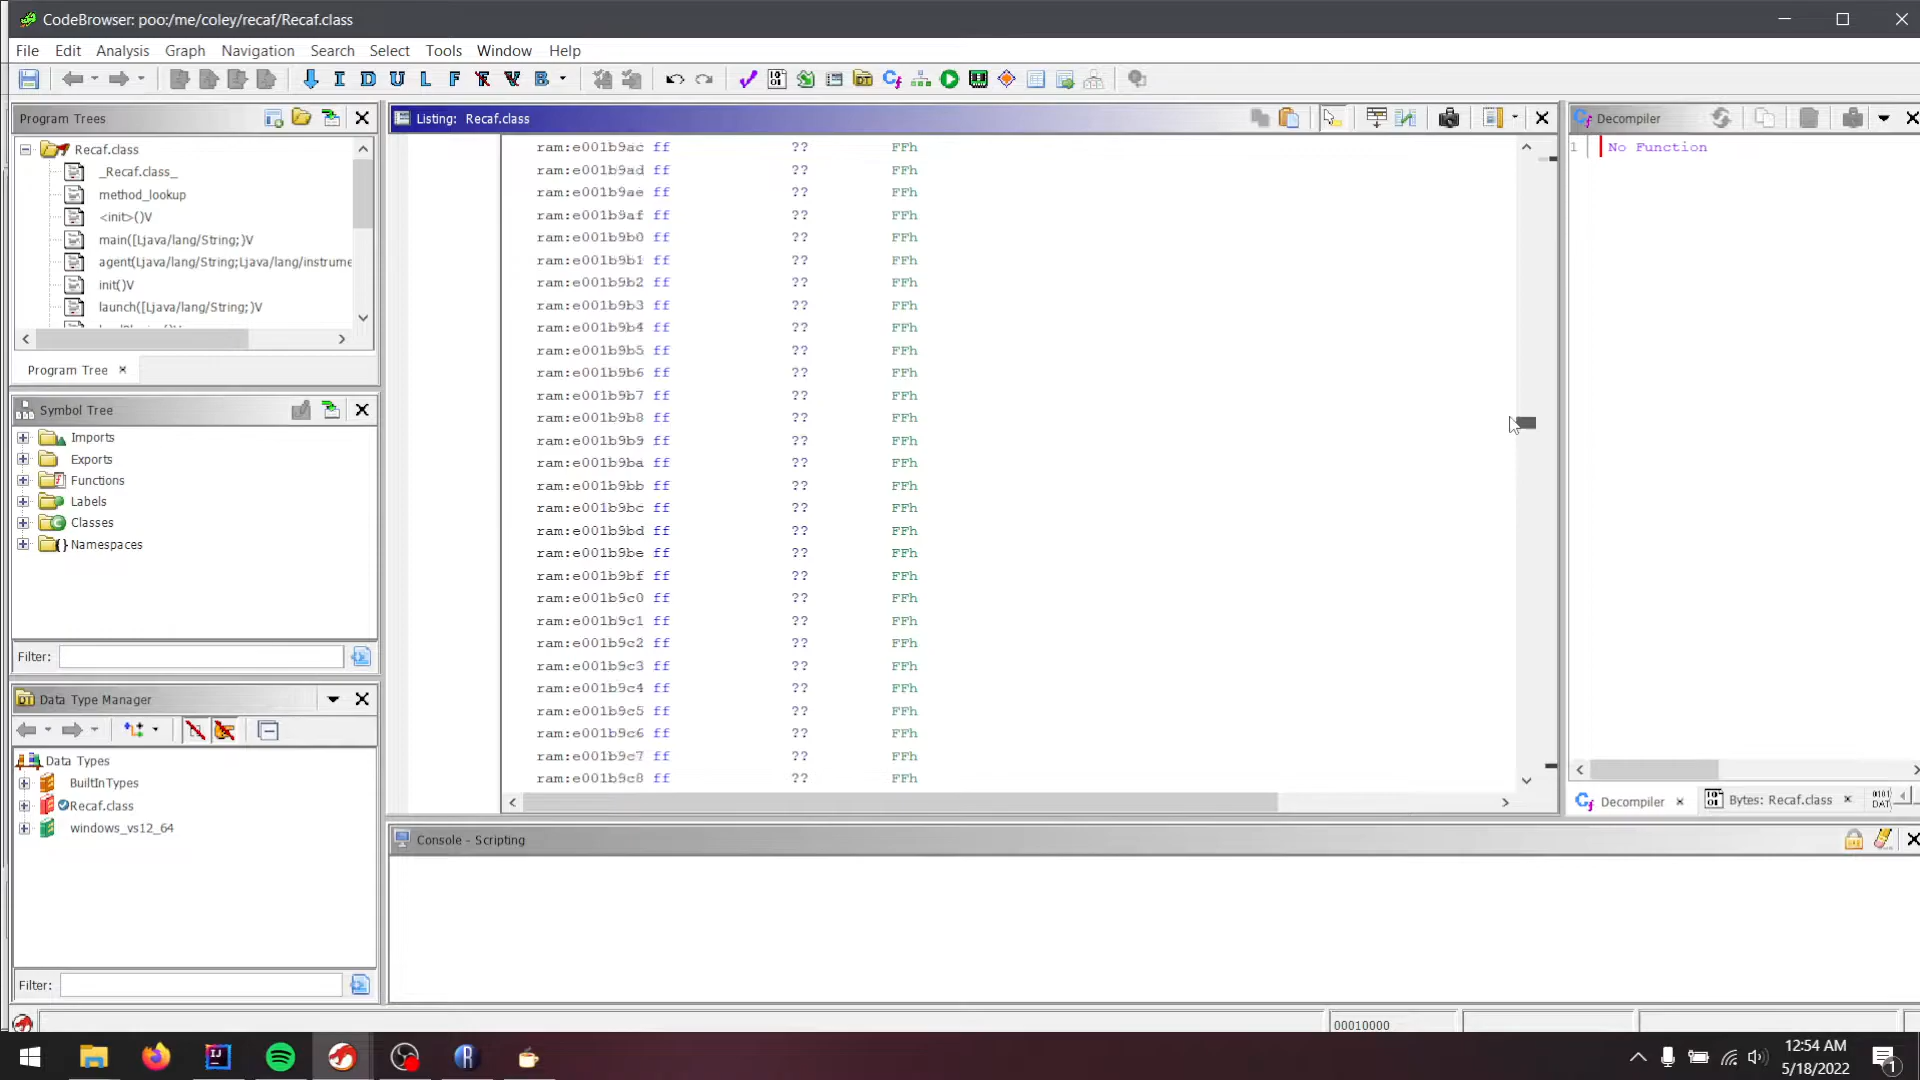 CodeBrowser: poo:/me/coley/recaf/Recaf.class
File Edit Analysis Graph Navigation Search Select Tools Window Help
I D U L F V B
Program Trees
Recaf.class
_Recaf.class_
method_lookup
<init>()V
main([Ljava/lang/String;)V
agent(Ljava/lang/String;Ljava/lang/instrume
init()V
launch([Ljava/lang/String;)V
Program Tree
Symbol Tree
Imports
Exports
Functions
Labels
Classes
Namespaces
Filter:
Data Type Manager
Data Types
BuiltInTypes
Recaf.class
windows_vs12_64
Filter:
Listing: Recaf.class
ram:e001b9ac ff ?? FFh
ram:e001b9ad ff ?? FFh
ram:e001b9ae ff ?? FFh
ram:e001b9af ff ?? FFh
ram:e001b9b0 ff ?? FFh
ram:e001b9b1 ff ?? FFh
ram:e001b9b2 ff ?? FFh
ram:e001b9b3 ff ?? FFh
ram:e001b9b4 ff ?? FFh
ram:e001b9b5 ff ?? FFh
ram:e001b9b6 ff ?? FFh
ram:e001b9b7 ff ?? FFh
ram:e001b9b8 ff ?? FFh
ram:e001b9b9 ff ?? FFh
ram:e001b9ba ff ?? FFh
ram:e001b9bb ff ?? FFh
ram:e001b9bc ff ?? FFh
ram:e001b9bd ff ?? FFh
ram:e001b9be ff ?? FFh
ram:e001b9bf ff ?? FFh
ram:e001b9c0 ff ?? FFh
ram:e001b9c1 ff ?? FFh
ram:e001b9c2 ff ?? FFh
ram:e001b9c3 ff ?? FFh
ram:e001b9c4 ff ?? FFh
ram:e001b9c5 ff ?? FFh
ram:e001b9c6 ff ?? FFh
ram:e001b9c7 ff ?? FFh
ram:e001b9c8 ff ?? FFh
Decompiler
1 No Function
Decompiler
Bytes: Recaf.class
Console - Scripting
00010000
12:54 AM
5/18/2022
1